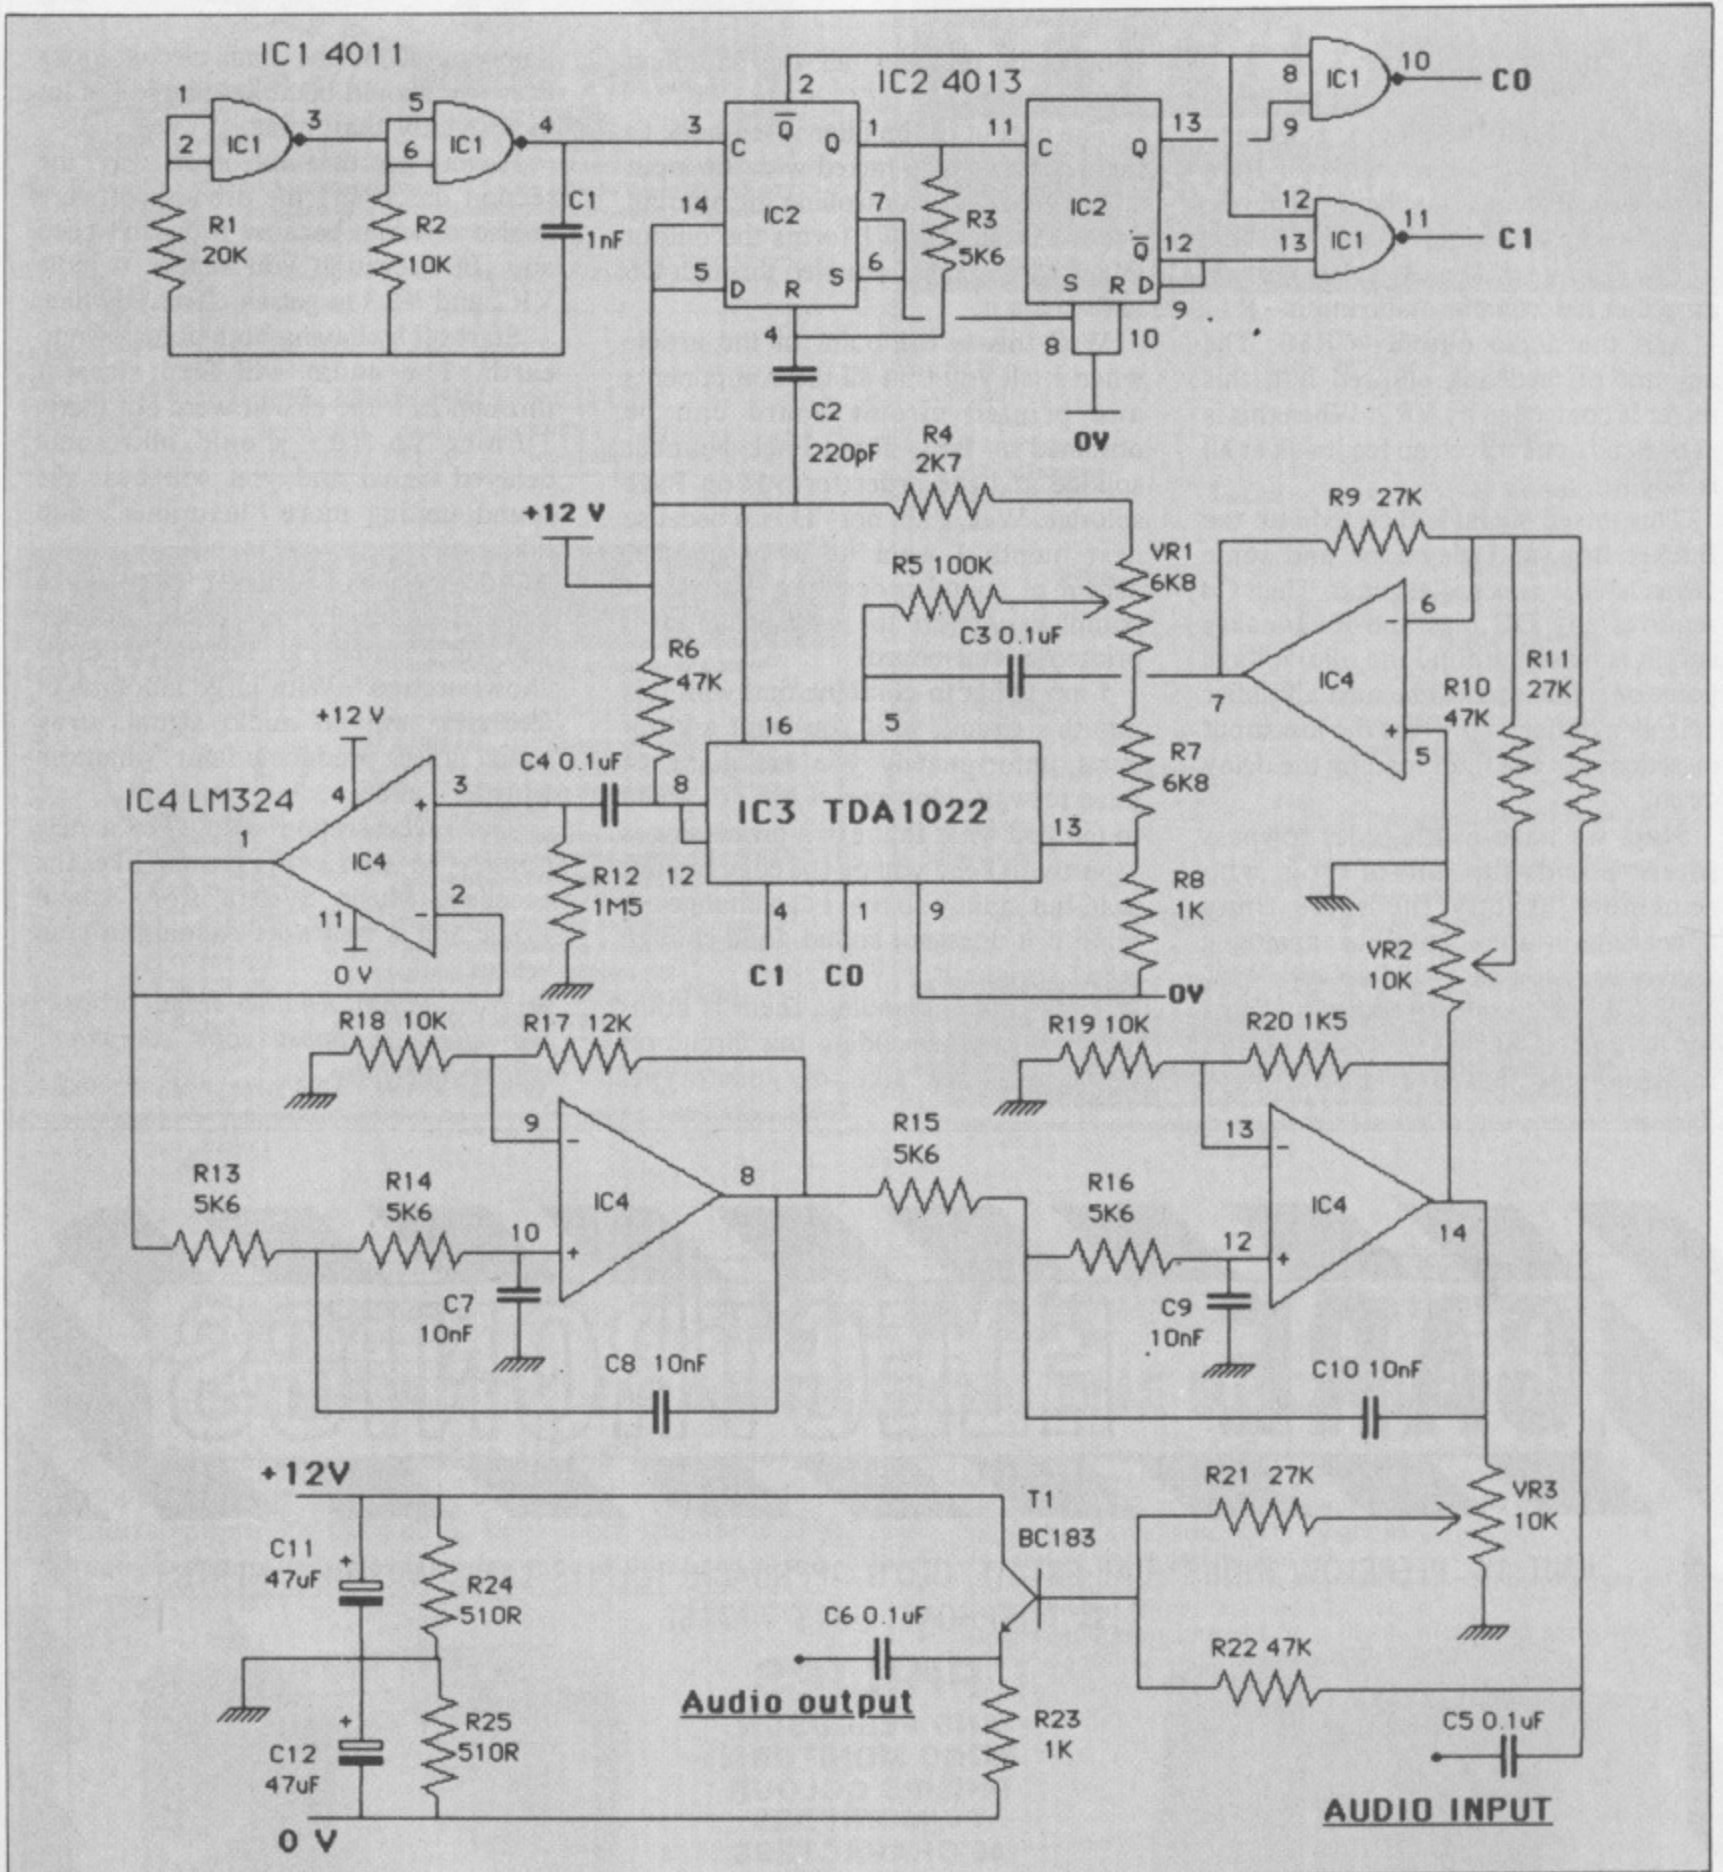 IC1 4011
1
2
IC1
3
5
6
IC1
4
R1
20K
R2
10K
C1
1nF
2
IC2 4013
3
C
Q̅
Q
1
14
IC2
7
5
D
R
S
6
4
R3
5K6
11
C
Q
13
IC2
Q̅
12
S
R
D
9
8
10
0V
8
9
IC1
10
C0
12
13
IC1
11
C1
C2
220pF
R4
2K7
+12 V
R5 100K
VR1
6K8
C3 0.1uF
R9 27K
6
-
IC4
7
+
5
R10
47K
R11
27K
R6
47K
+12 V
C4 0.1uF
16
5
8
IC3 TDA1022
13
12
4
1
9
C1
C0
R7
6K8
R8
1K
0V
IC4 LM324
4
+
3
1
IC4
2
-
11
0 V
R12
1M5
VR2
10K
R18 10K
R17 12K
9
-
IC4
8
10
+
R13
5K6
R14
5K6
C7
10nF
C8 10nF
R15
5K6
R19 10K
R20 1K5
13
-
R16
5K6
IC4
12
+
14
C9
10nF
C10 10nF
+12V
C11
+
47uF
R24
510R
C12
+
47uF
R25
510R
0 V
T1
BC183
R21 27K
VR3
10K
C6 0.1uF
Audio output
R22 47K
R23
1K
C5 0.1uF
AUDIO INPUT